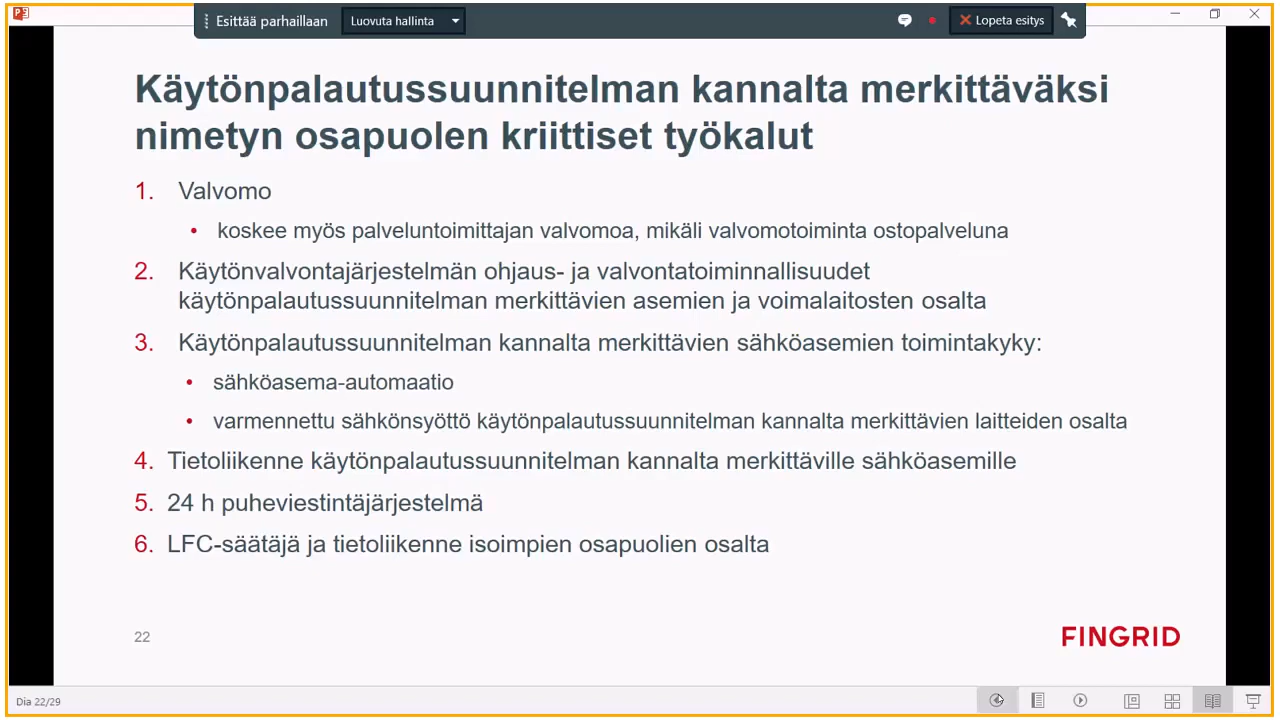 Esittää parhaillaan
Luovuta hallinta
Lopeta esitys
Käytönpalautussuunnitelman kannalta merkittäväksi
nimetyn osapuolen kriittiset työkalut
1. Valvomo
• koskee myös palveluntoimittajan valvomoa, mikäli valvomotoiminta ostopalveluna
2. Käytönvalvontajärjestelmän ohjaus- ja valvontatoiminnallisuudet
käytönpalautussuunnitelman merkittävien asemien ja voimalaitosten osalta
3. Käytönpalautussuunnitelman kannalta merkittävien sähköasemien toimintakyky:
• sähköasema-automaatio
• varmennettu sähkönsyöttö käytönpalautussuunnitelman kannalta merkittävien laitteiden osalta
4. Tietoliikenne käytönpalautussuunnitelman kannalta merkittäville sähköasemille
5. 24 h puheviestintäjärjestelmä
6. LFC-säätäjä ja tietoliikenne isoimpien osapuolien osalta
22
FINGRID
Dia 22/29